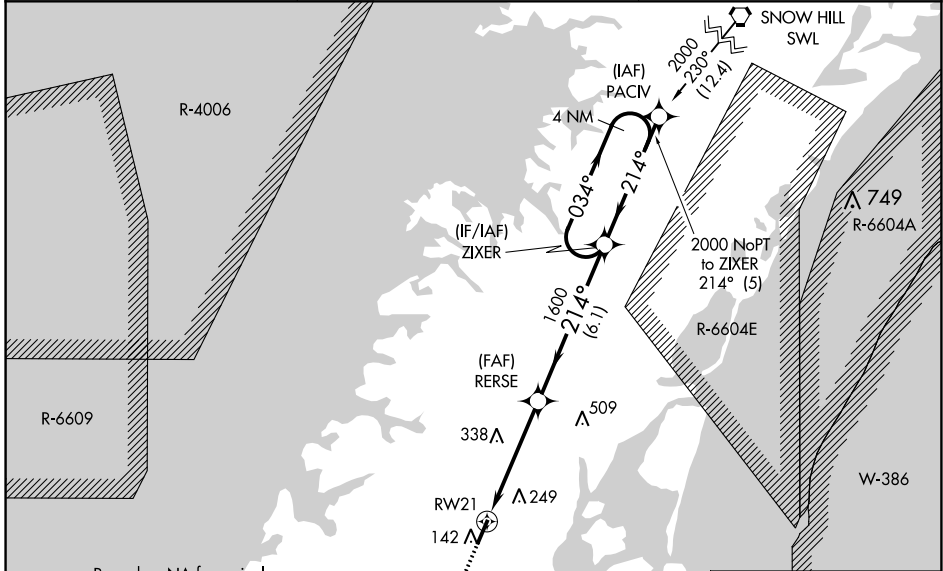 SNOW HILL
SWL
2000
230°
(12.4)
(IAF)
PACIV
R-4006
4 NM
034°
214°
749
R-6604A
(IF/IAF)
ZIXER
2000 NoPT
to ZIXER
214° (5)
1600
214°
(6.1)
R-6604E
(FAF)
RERSE
R-6609
509
338
W-386
RW21
249
142